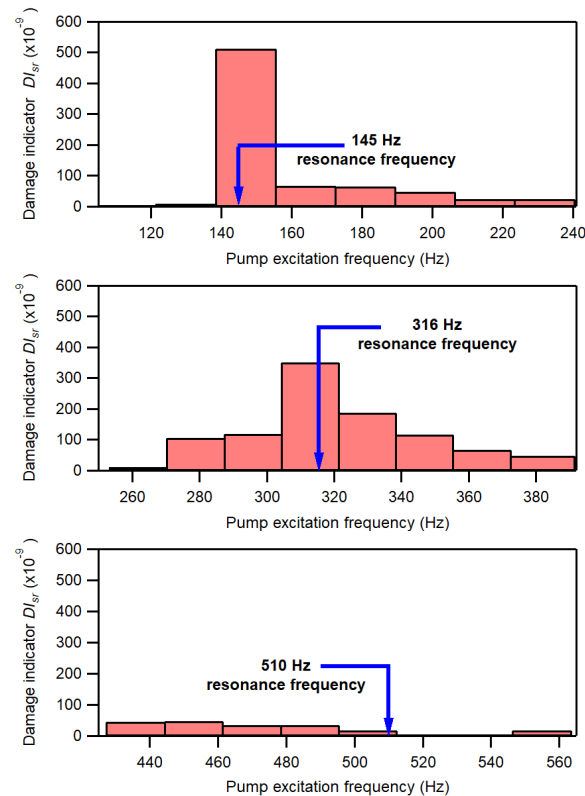 600
500
400
300
200
100
0
Damage indicator DIsr (x10^-9)
145 Hz
resonance frequency
120 140 160 180 200 220 240
Pump excitation frequency (Hz)
600
500
400
300
200
100
0
Damage indicator DIsr (x10^-9)
316 Hz
resonance frequency
260 280 300 320 340 360 380
Pump excitation frequency (Hz)
600
500
400
300
200
100
0
Damage indicator DIsr (x10^-9)
510 Hz
resonance frequency
440 460 480 500 520 540 560
Pump excitation frequency (Hz)